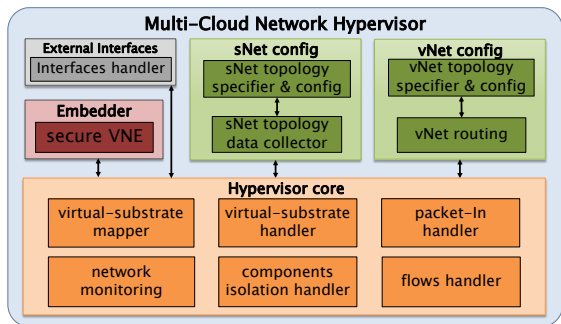 Multi-Cloud Network Hypervisor
External Interfaces
Interfaces handler
Embedder
secure VNE
sNet config
sNet topology
specifier & config
sNet topology
data collector
vNet config
vNet topology
specifier & config
vNet routing
Hypervisor core
virtual-substrate
mapper
virtual-substrate
handler
packet-In
handler
network
monitoring
components
isolation handler
flows handler